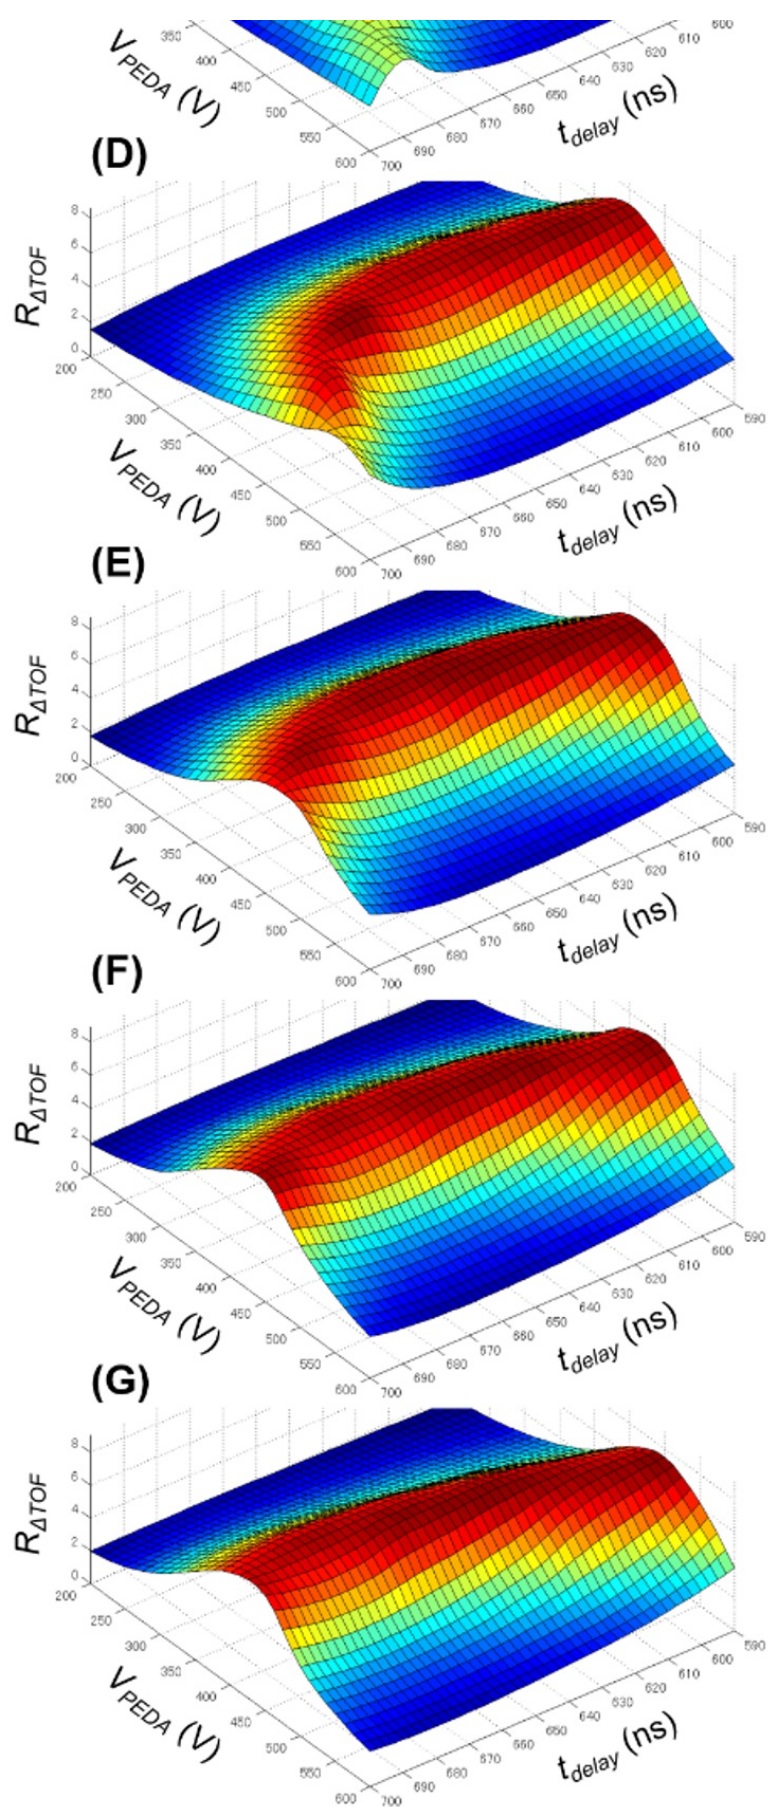 350 400 450 500 550 600
V_PEDA (V)
700 690 680 670 660 650 640 630 620 610 600
t_delay (ns)
(D)
8 6 4 2 0
R_ΔTOF
200 250 300 350 400 450 500 550 600
V_PEDA (V)
700 690 680 670 660 650 640 630 620 610 600 590
t_delay (ns)
(E)
8 6 4 2 0
R_ΔTOF
200 250 300 350 400 450 500 550 600
V_PEDA (V)
700 690 680 670 660 650 640 630 620 610 600 590
t_delay (ns)
(F)
8 6 4 2 0
R_ΔTOF
200 250 300 350 400 450 500 550 600
V_PEDA (V)
700 690 680 670 660 650 640 630 620 610 600 590
t_delay (ns)
(G)
8 6 4 2 0
R_ΔTOF
200 250 300 350 400 450 500 550 600
V_PEDA (V)
700 690 680 670 660 650 640 630 620 610 600 590
t_delay (ns)